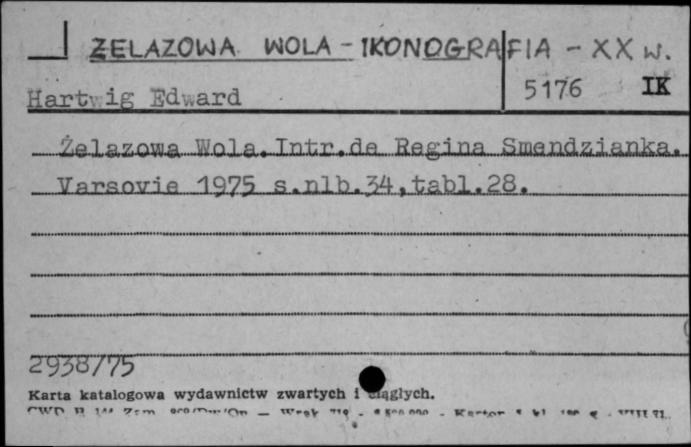 ŻELAZOWA WOLA - IKONOGRAFIA - XX w.
Hartwig Edward 5176 IK
Żelazowa Wola. Intr.de Regina Smendzianka.
Varsovie 1975 s.nlb.34,tabl.28.
2938/75
Karta katalogowa wydawnictw zwartych i ciągłych.